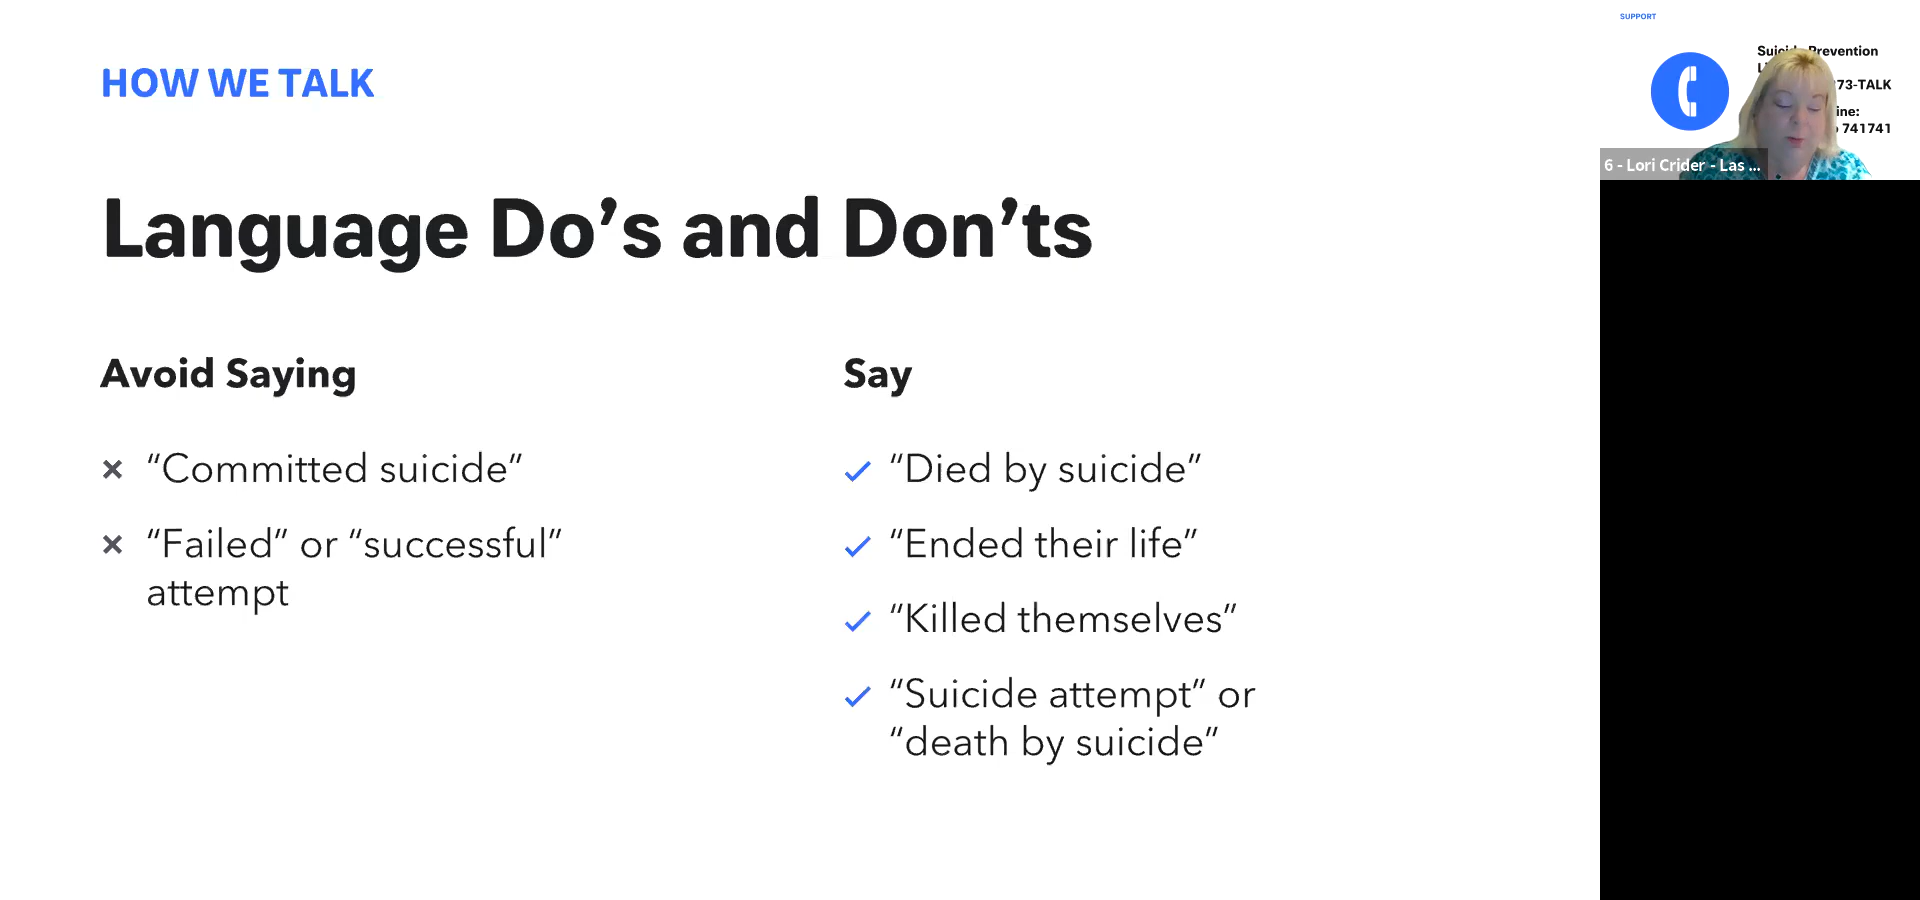 HOW WE TALK
Language Do’s and Don’ts
Avoid Saying
× “Committed suicide”
× “Failed” or “successful”
attempt
Say
✓ “Died by suicide”
✓ “Ended their life”
✓ “Killed themselves”
✓ “Suicide attempt” or
“death by suicide”
SUPPORT
Prevention
73-TALK
741741
6 - Lori Crider - Las ...